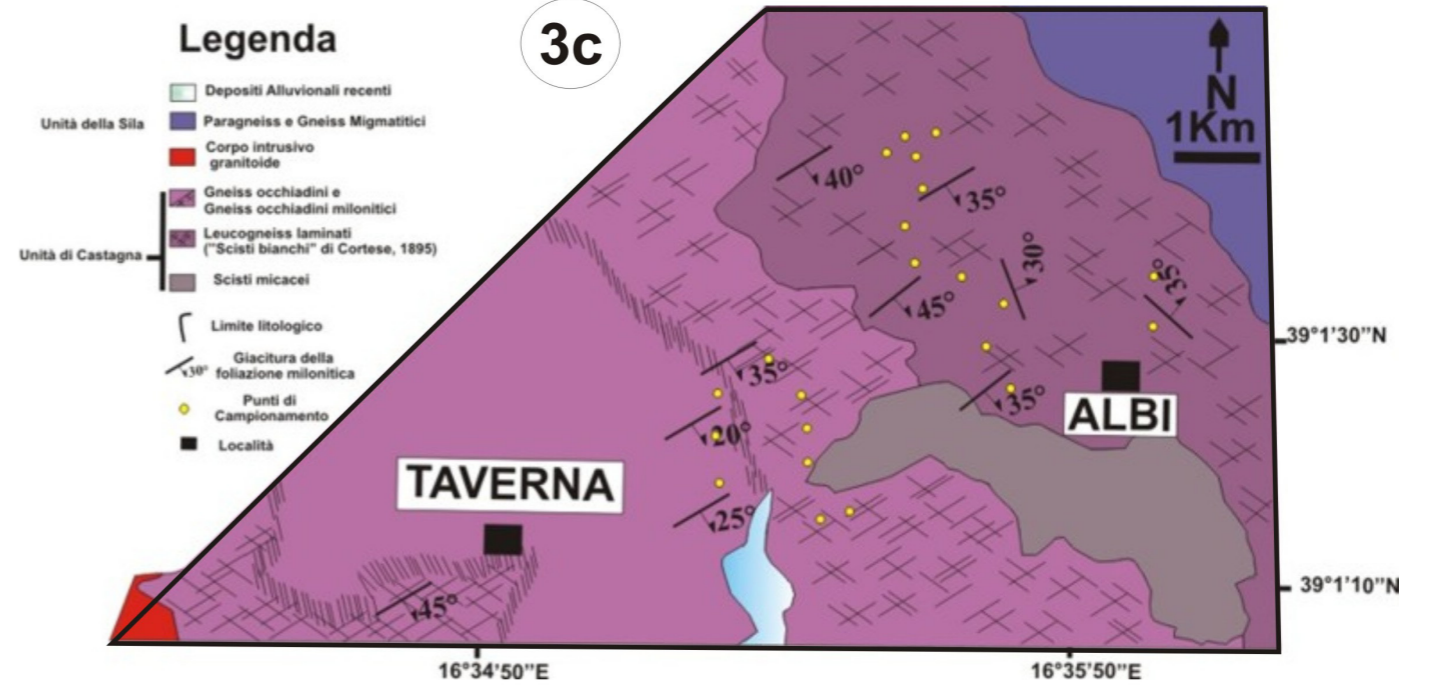 Legenda
3c
Depositi Alluvionali recenti
Unità della Sila
Paragneiss e Gneiss Migmatitici
Corpo intrusivo
granitoide
Gneiss occhiadini e
Gneiss occhiadini milonitici
Unità di Castagna
Leucogneiss laminati
("Scisti bianchi" di Cortese, 1895)
Scisti micacei
Limite litologico
30°
Giacitura della
foliazione milonitica
Punti di
Campionamento
Località
N
1Km
40°
35°
30°
35°
45°
39°1'30"N
35°
35°
ALBI
20°
TAVERNA
25°
39°1'10"N
45°
16°34'50"E
16°35'50"E